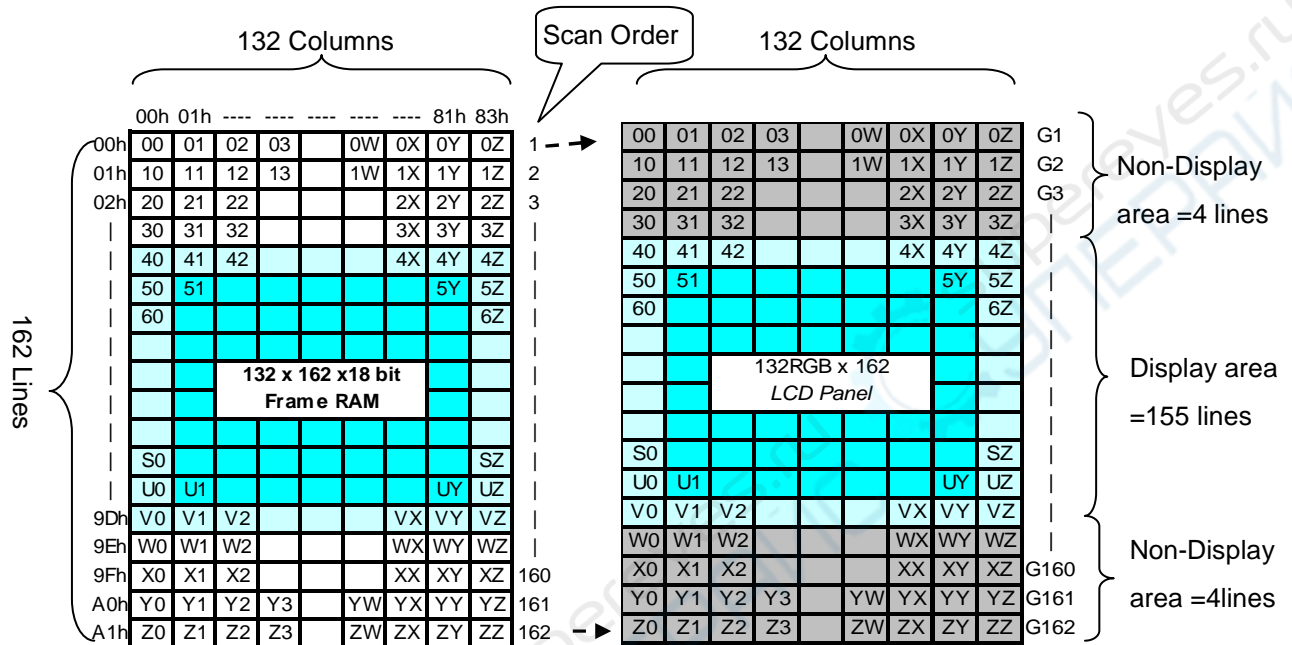 132 Columns Scan Order 132 Columns
00h 01h ---- ---- ---- ---- ---- 81h 83h
00h 00 01 02 03 0W 0X 0Y 0Z 1 00 01 02 03 0W 0X 0Y 0Z G1
01h 10 11 12 13 1W 1X 1Y 1Z 2 10 11 12 13 1W 1X 1Y 1Z G2
02h 20 21 22 2X 2Y 2Z 3 20 21 22 2X 2Y 2Z G3
| 30 31 32 3X 3Y 3Z | 30 31 32 3X 3Y 3Z |
| 40 41 42 4X 4Y 4Z | 40 41 42 4X 4Y 4Z |
| 50 51 5Y 5Z | 50 51 5Y 5Z |
| 60 6Z | 60 6Z |
Non-Display
area =4 lines
162 Lines
132 x 162 x18 bit
Frame RAM
132RGB x 162
LCD Panel
Display area
=155 lines
| S0 SZ | S0 SZ |
| U0 U1 UY UZ | U0 U1 UY UZ |
9Dh V0 V1 V2 VX VY VZ | V0 V1 V2 VX VY VZ |
9Eh W0 W1 W2 WX WY WZ | W0 W1 W2 WX WY WZ |
9Fh X0 X1 X2 XX XY XZ 160 X0 X1 X2 XX XY XZ G160
A0h Y0 Y1 Y2 Y3 YW YX YY YZ 161 Y0 Y1 Y2 Y3 YW YX YY YZ G161
A1h Z0 Z1 Z2 Z3 ZW ZX ZY ZZ 162 Z0 Z1 Z2 Z3 ZW ZX ZY ZZ G162
Non-Display
area =4lines